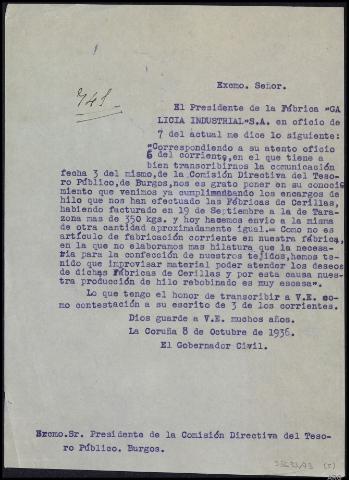 Excmo. Señor.
741
El Presidente de la Fábrica "GA
LICIA INDUSTRIAL"S.A. en oficio de
7 del actual me dice lo siguiente:
"Correspondiendo a su atento oficio
6 del corriente, en el que tiene a
bien transcribirnos la comunicación
fecha 3 del mismo, de la Comisión Directiva del Teso-
ro Público, de Burgos, nos es grato poner en su conoci-
miento que venimos ya cumplimendando los encargos de
hilo que nos han efectuado las Fábricas de Cerillas,
habiendo facturado en 19 de Septiembre a la de Tara-
zona mas de 350 kgs. y hoy hacemos envio a la misma
de otra cantidad aproximadamente igual.= Como no es
artículo de fabricación corriente en nuestra fábrica,
en la que no elaboramos mas hilatura que la necesa-
ria para la confección de nuestros tejidos, hemos te-
nido que improvisar material poder atender los deseos
de dichas Fábricas de Cerillas y por esta causa nues-
tra producción de hilo rebobinado es muy escasa".
Lo que tengo el honor de transcribir a V.E. co-
mo contestación a su escrito de 3 de los corrientes.
Dios guarde a V.E. muchos años.
La Coruña 8 de Octubre de 1936.
El Gobernador Civil.
Excmo.Sr. Presidente de la Comisión Directiva del Teso-
ro Público. Burgos.